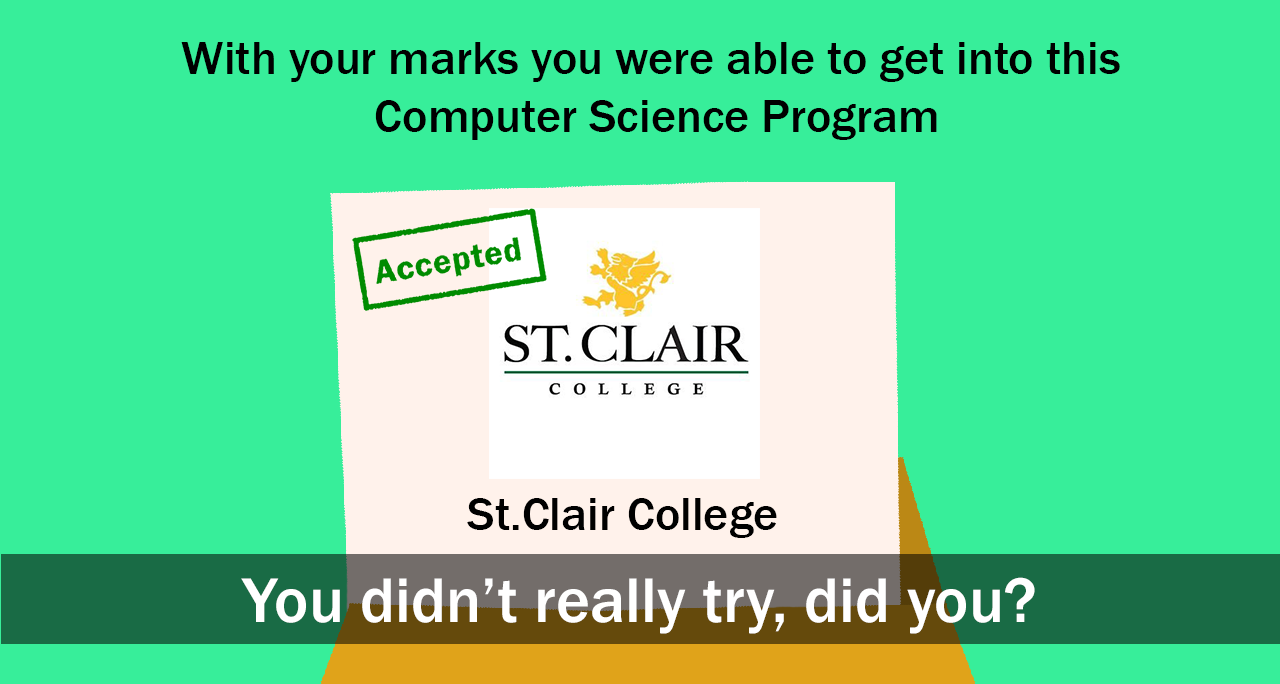 With your marks you were able to get into this
Computer Science Program
Accepted
ST. CLAIR
COLLEGE
St.Clair College
You didn't really try, did you?